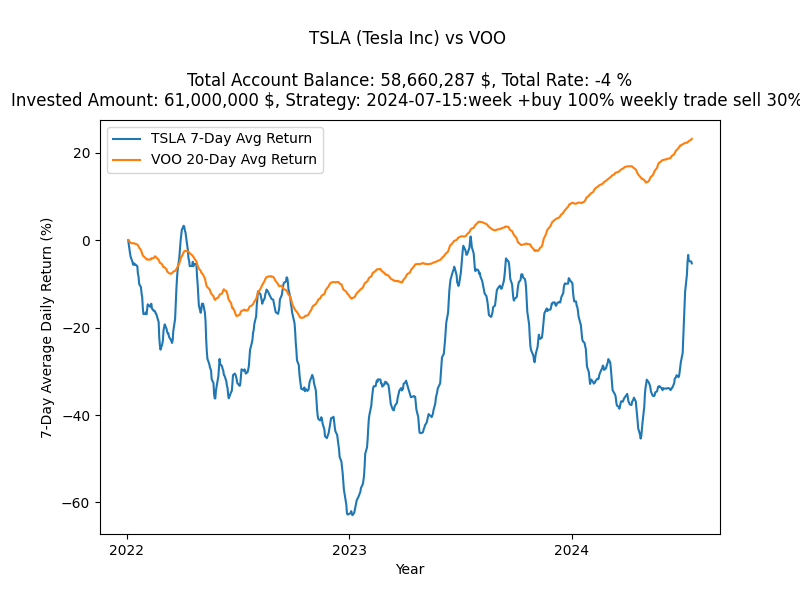 TSLA (Tesla Inc) vs VOO
Total Account Balance: 58,660,287 $, Total Rate: -4 %
Invested Amount: 61,000,000 $, Strategy: 2024-07-15:week +buy 100% weekly trade sell 30%
TSLA 7-Day Avg Return
VOO 20-Day Avg Return
7-Day Average Daily Return (%)
20
0
−20
−40
−60
2022
2023
2024
Year